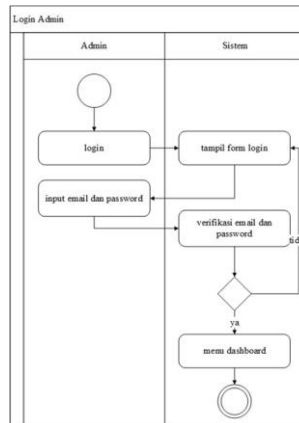 Login Admin
Admin
Sistem
login
tampil form login
input email dan password
verifikasi email dan
password
tid
ya
menu dashboard